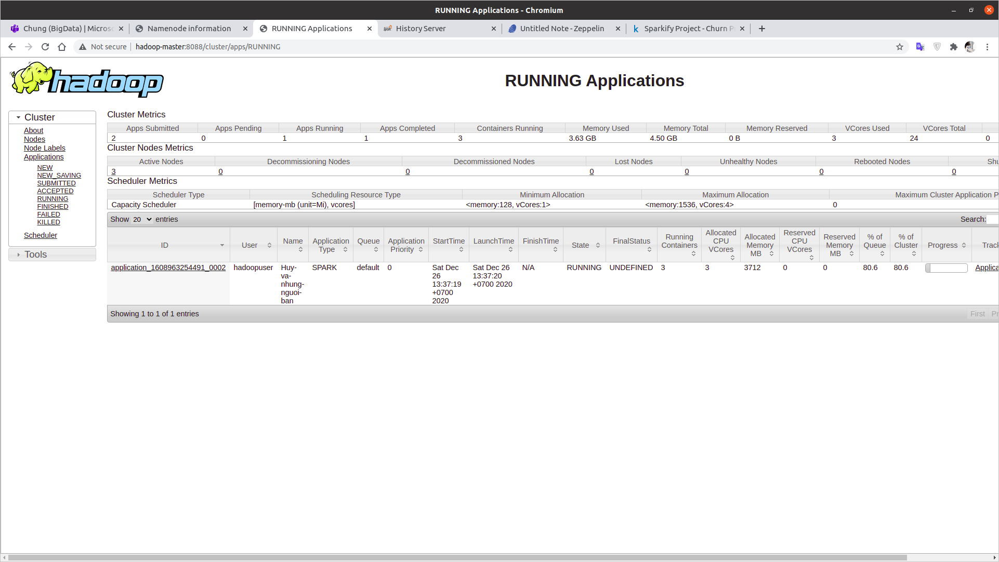 RUNNING Applications - Chromium
Chung (BigData) | Micros
Namenode information
RUNNING Applications
History Server
Untitled Note - Zeppelin
Sparkify Project - Churn P
Not secure
hadoop-master:8088/cluster/apps/RUNNING
hadoop
RUNNING Applications
Cluster
About
Nodes
Node Labels
Applications
NEW
NEW_SAVING
SUBMITTED
ACCEPTED
RUNNING
FINISHED
FAILED
KILLED
Scheduler
Tools
Cluster Metrics
Apps Submitted Apps Pending Apps Running Apps Completed Containers Running Memory Used Memory Total Memory Reserved VCores Used VCores Total
2 0 1 1 3 3.63 GB 4.50 GB 0 B 3 24 0
Cluster Nodes Metrics
Active Nodes Decommissioning Nodes Decommissioned Nodes Lost Nodes Unhealthy Nodes Rebooted Nodes Shu
3 0 0 0 0 0 0
Scheduler Metrics
Scheduler Type Scheduling Resource Type Minimum Allocation Maximum Allocation Maximum Cluster Application P
Capacity Scheduler [memory-mb (unit=Mi), vcores] <memory:128, vCores:1> <memory:1536, vCores:4> 0
Show 20 entries Search:
ID
User
Name
Application
Type
Queue
Application
Priority
StartTime
LaunchTime
FinishTime
State
FinalStatus
Running
Containers
Allocated
CPU
VCores
Allocated
Memory
MB
Reserved
CPU
VCores
Reserved
Memory
MB
% of
Queue
% of
Cluster
Progress
Track
application_1608963254491_0002
hadoopuser
Huy-
va-
nhung-
nguoi-
ban
SPARK
default
0
Sat Dec
26
13:37:19
+0700
2020
Sat Dec 26
13:37:20
+0700 2020
N/A
RUNNING
UNDEFINED
3
3
3712
0
0
80.6
80.6
Applica
Showing 1 to 1 of 1 entries
First Pr